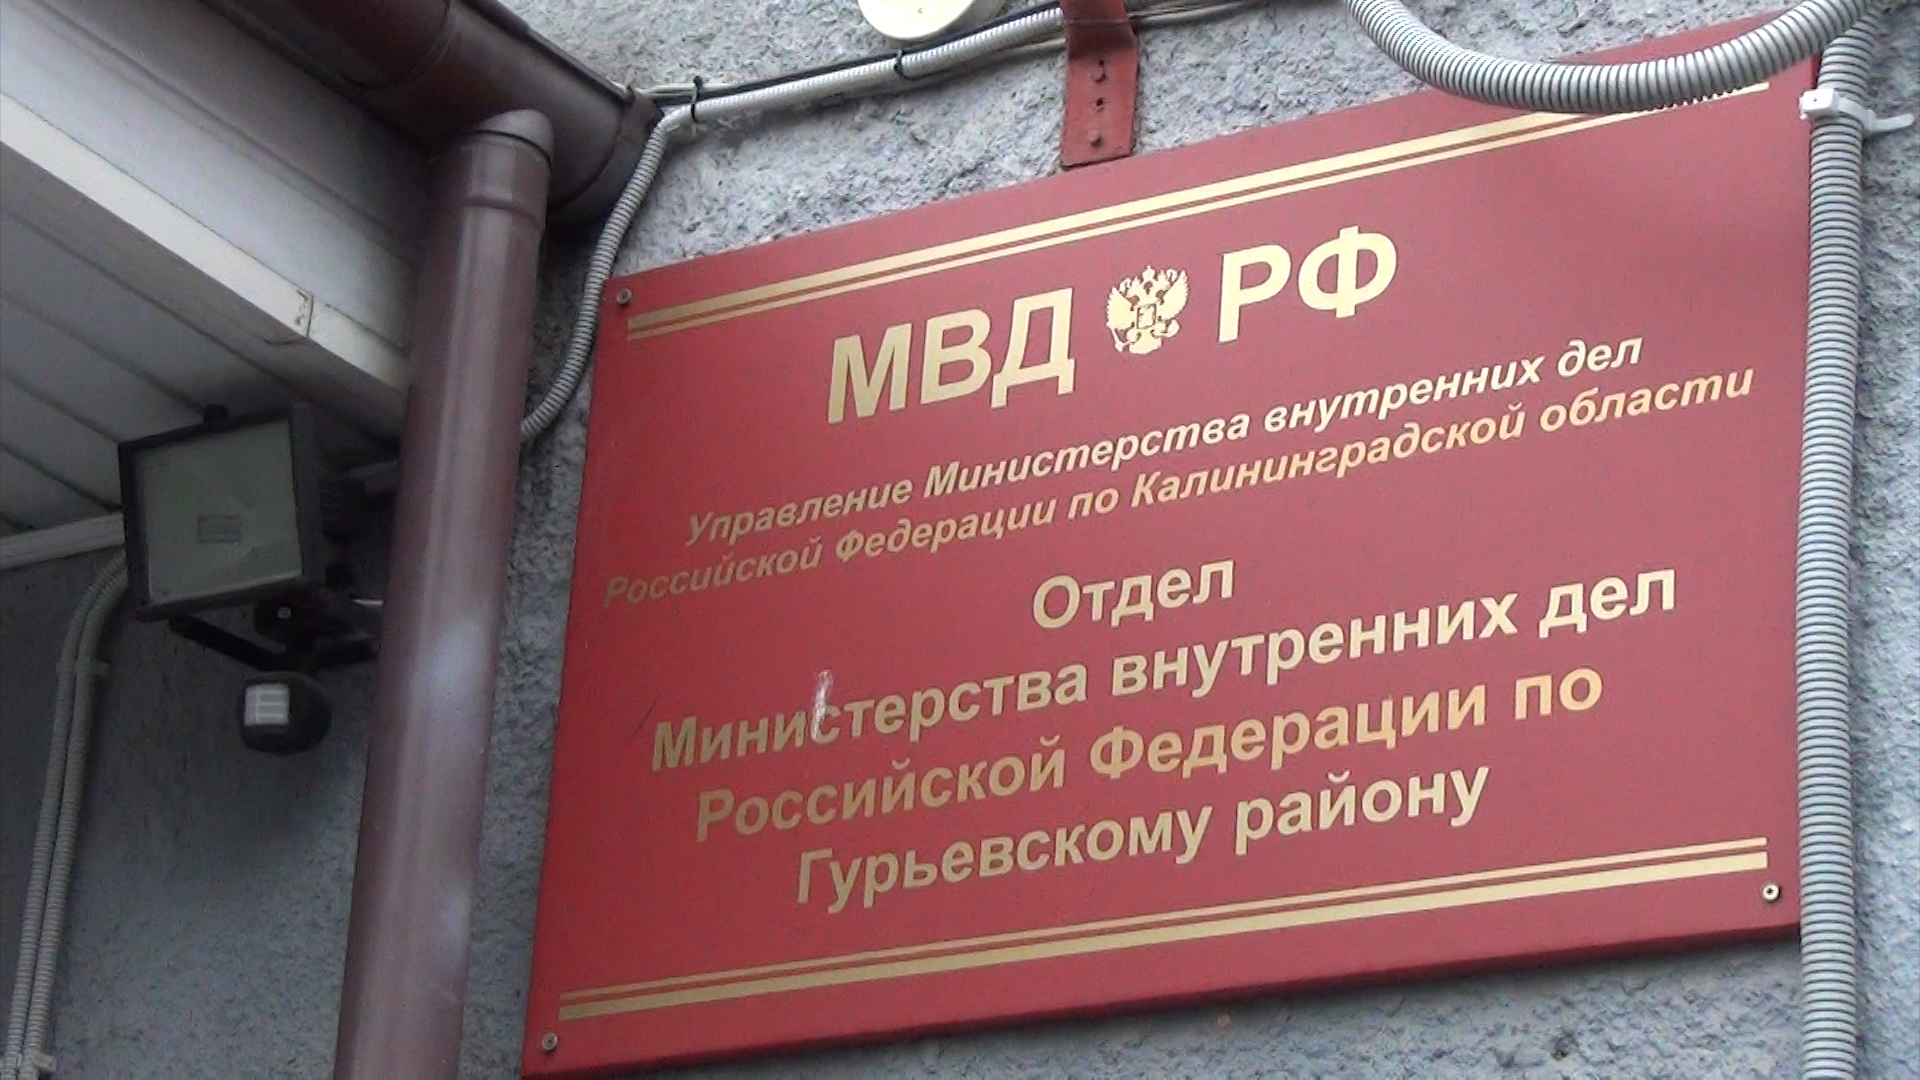 МВД РФ
Управление Министерства внутренних дел
Российской Федерации по Калининградской области
Отдел
Министерства внутренних дел
Российской Федерации по
Гурьевскому району